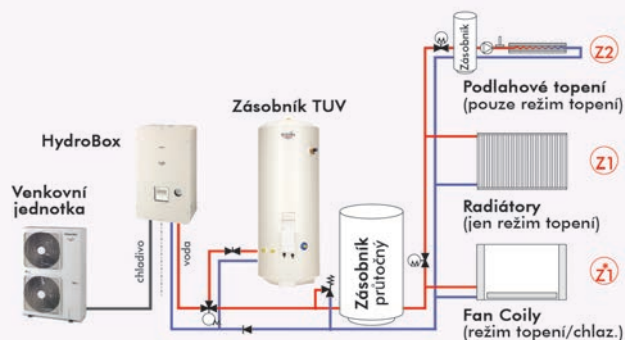 Zásobník
Z2
Podlahové topení
(pouze režim topení)
Zásobník TUV
HydroBox
Z1
Venkovní
jednotka
Radiátory
(jen režim topení)
chladivo
voda
Zásobník
průtočný
Z*1
Fan Coily
(režim topení/chlaz.)